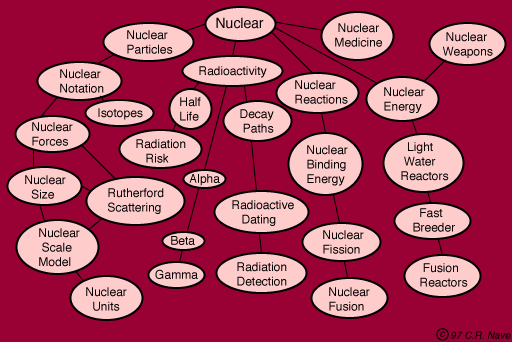 Nuclear
Nuclear
Particles
Nuclear
Medicine
Nuclear
Weapons
Nuclear
Notation
Radioactivity
Nuclear
Reactions
Nuclear
Energy
Isotopes
Half
Life
Decay
Paths
Nuclear
Forces
Radiation
Risk
Nuclear
Binding
Energy
Light
Water
Reactors
Nuclear
Size
Rutherford
Scattering
Alpha
Radioactive
Dating
Fast
Breeder
Nuclear
Scale
Model
Beta
Nuclear
Fission
Gamma
Radiation
Detection
Fusion
Reactors
Nuclear
Units
Nuclear
Fusion
© 97 C.R. Nave